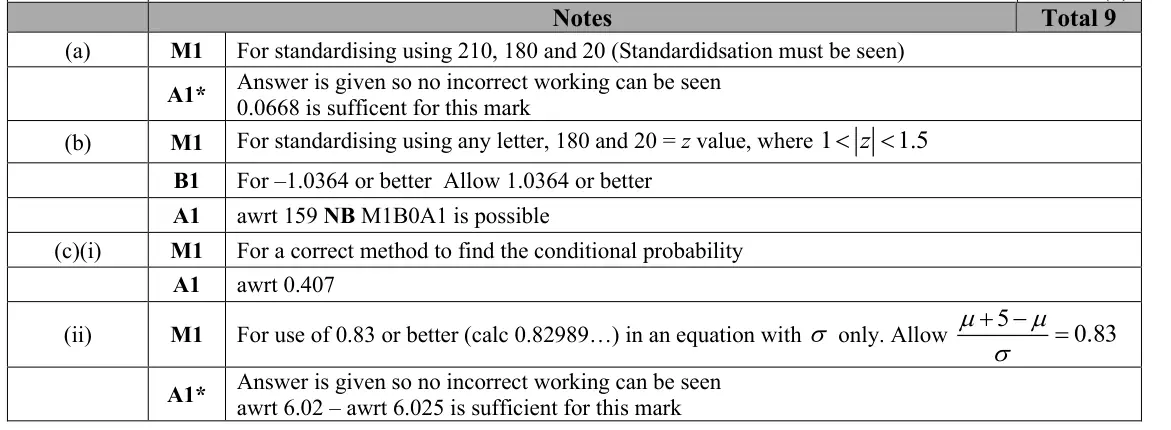 Notes Total 9
(a) M1 For standardising using 210, 180 and 20 (Standardidsation must be seen)
A1* Answer is given so no incorrect working can be seen
0.0668 is sufficent for this mark
(b) M1 For standardising using any letter, 180 and 20 = z value, where 1 < |z| < 1.5
B1 For –1.0364 or better Allow 1.0364 or better
A1 awrt 159 NB M1B0A1 is possible
(c)(i) M1 For a correct method to find the conditional probability
A1 awrt 0.407
(ii) M1 For use of 0.83 or better (calc 0.82989…) in an equation with σ only. Allow (μ + 5 − μ)/σ = 0.83
A1* Answer is given so no incorrect working can be seen
awrt 6.02 – awrt 6.025 is sufficient for this mark